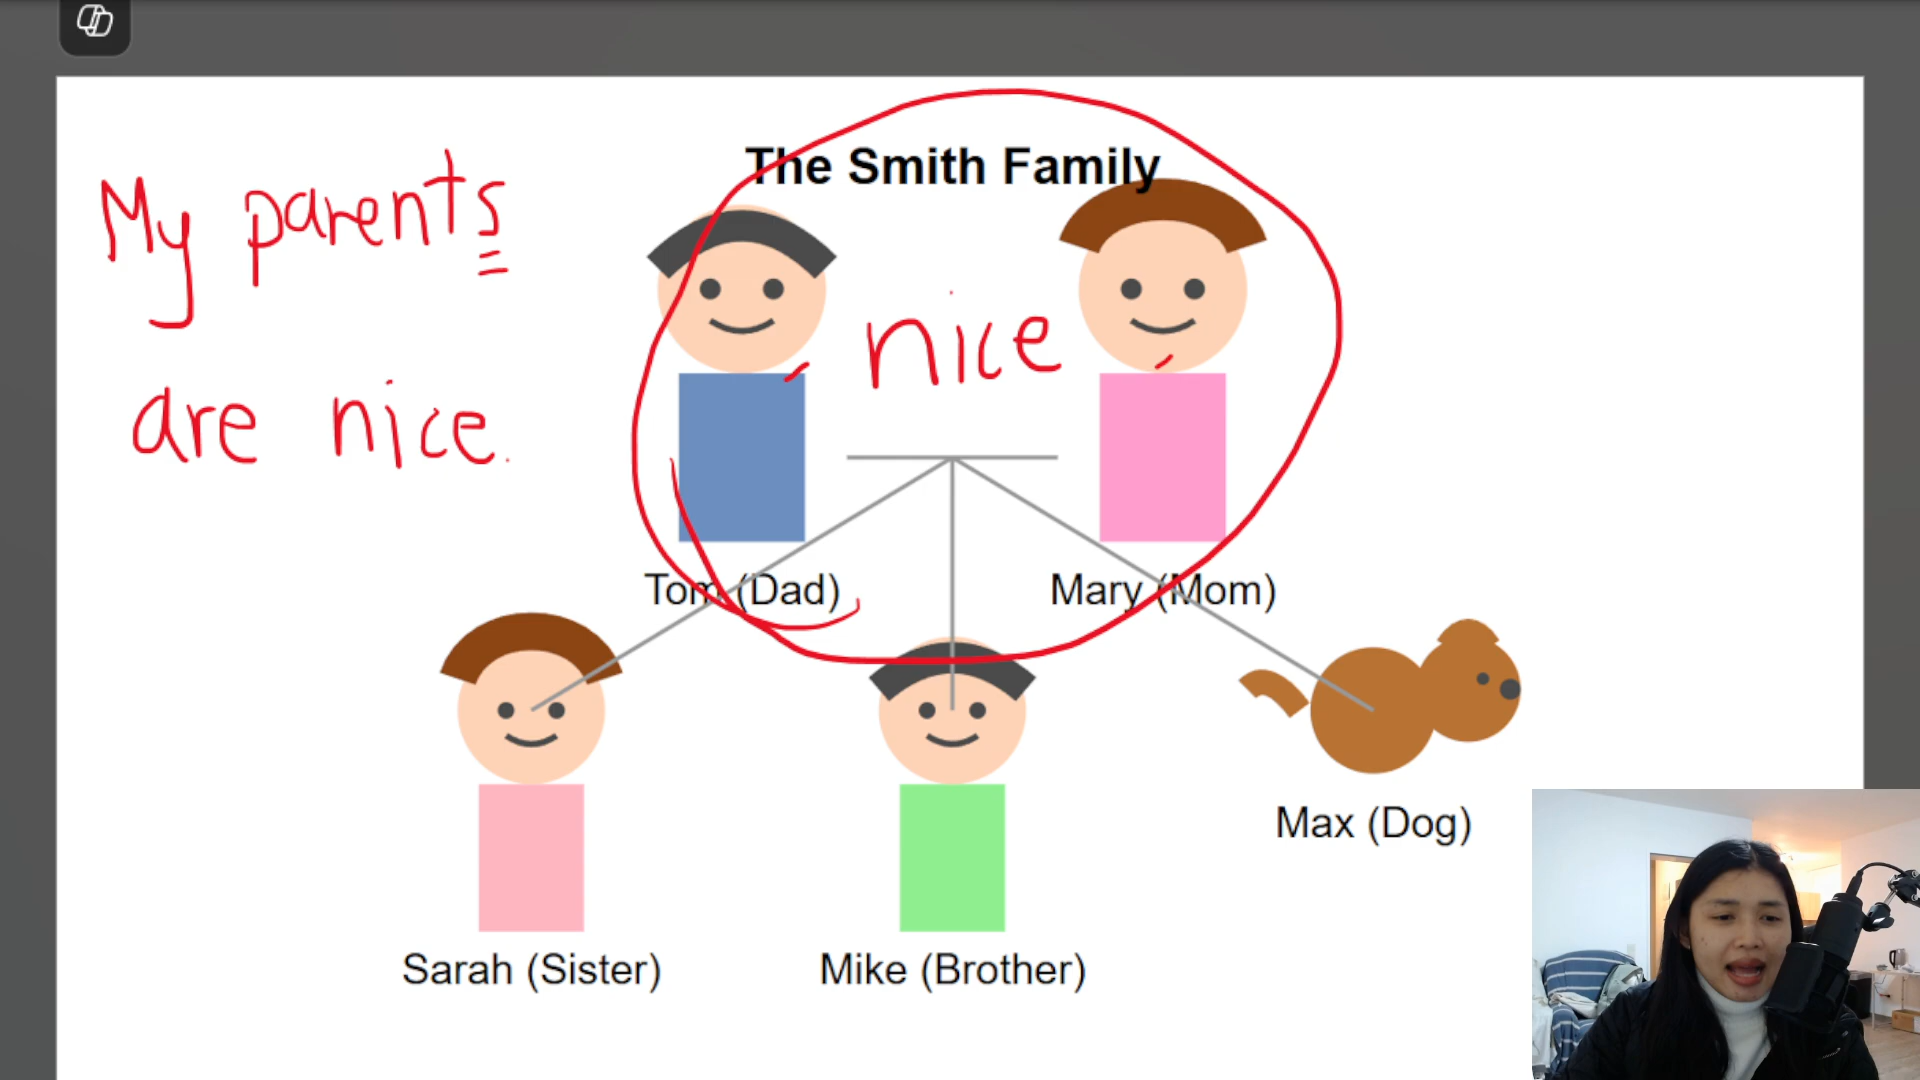 The Smith Family
My parents
are nice.
nice
Tom (Dad)
Mary (Mom)
Max (Dog)
Sarah (Sister)
Mike (Brother)